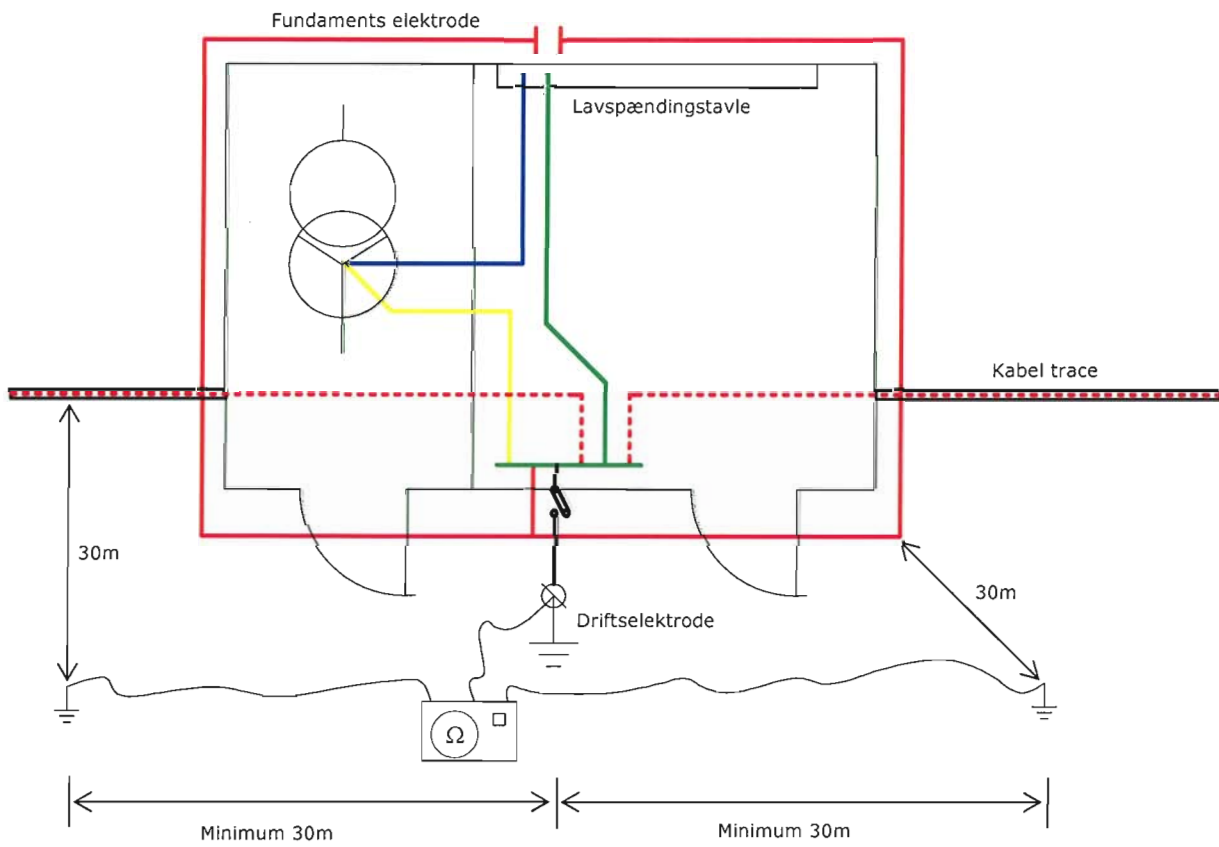 Fundaments elektrode
Lavspændingstavle
Kabel trace
30m
30m
Driftselektrode
Ω
Minimum 30m
Minimum 30m